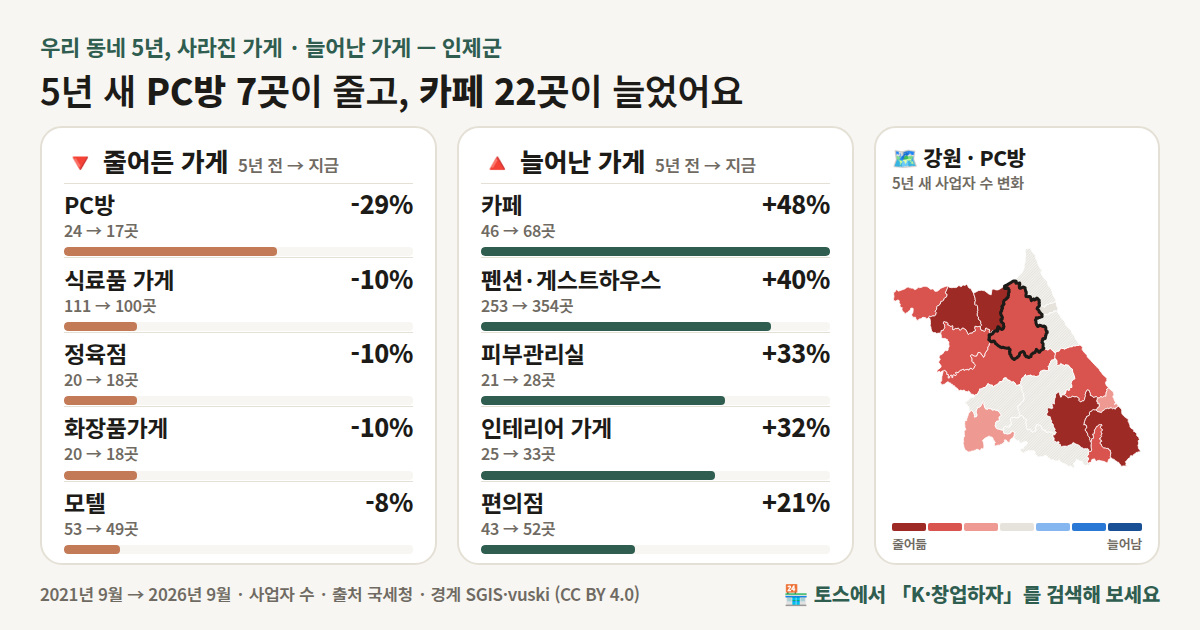 우리 동네 5년, 사라진 가게 · 늘어난 가게 — 인제군
5년 새 PC방 7곳이 줄고, 카페 22곳이 늘었어요
🔻 줄어든 가게 5년 전 → 지금
PC방 -29%
24 → 17곳
식료품 가게 -10%
111 → 100곳
정육점 -10%
20 → 18곳
화장품가게 -10%
20 → 18곳
모텔 -8%
53 → 49곳
🔺 늘어난 가게 5년 전 → 지금
카페 +48%
46 → 68곳
펜션·게스트하우스 +40%
253 → 354곳
피부관리실 +33%
21 → 28곳
인테리어 가게 +32%
25 → 33곳
편의점 +21%
43 → 52곳
🗺️ 강원 · PC방
5년 새 사업자 수 변화
줄어듦 늘어남
2021년 9월 → 2026년 9월 · 사업자 수 · 출처 국세청 · 경계 SGIS·vuski (CC BY 4.0)
🏪 토스에서 「K·창업하자」를 검색해 보세요